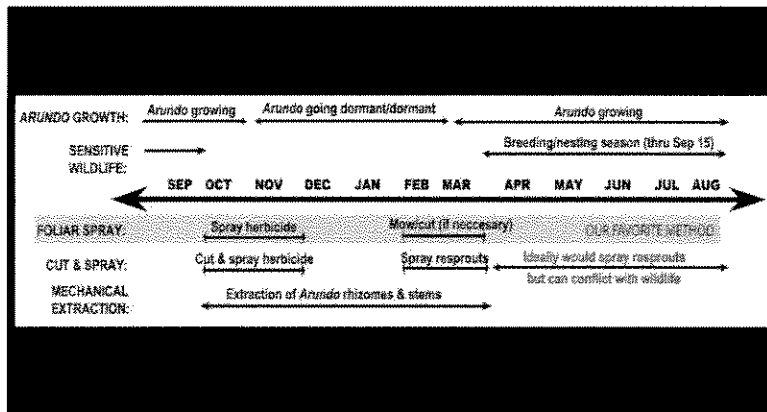 Arundo growing Arundo going dormant/dormant Arundo growing
ARUNDO GROWTH:
Breeding/nesting season (thru Sep 15)
SENSITIVE
WILDLIFE:
SEP OCT NOV DEC JAN FEB MAR APR MAY JUN JUL AUG
FOLIAR SPRAY: Spray herbicide Mow/cut (if neccesary) OUR FAVORITE METHOD
CUT & SPRAY: Cut & spray herbicide Spray resprouts Ideally would spray resprouts
but can conflict with wildlife
MECHANICAL
EXTRACTION: Extraction of Arundo rhizomes & stems